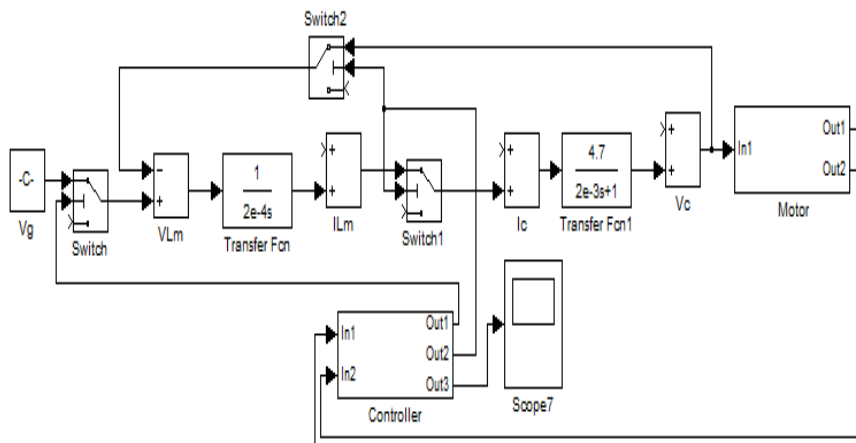 Switch2
-C-
Vg
Switch
-
+
VLm
1
2e-4s
Transfer Fcn
+
+
ILm
Switch1
+
+
Ic
4.7
2e-3s+1
Transfer Fcn1
+
+
Vc
In1
Out1
Out2
Motor
In1
In2
Out1
Out2
Out3
Controller
Scope7